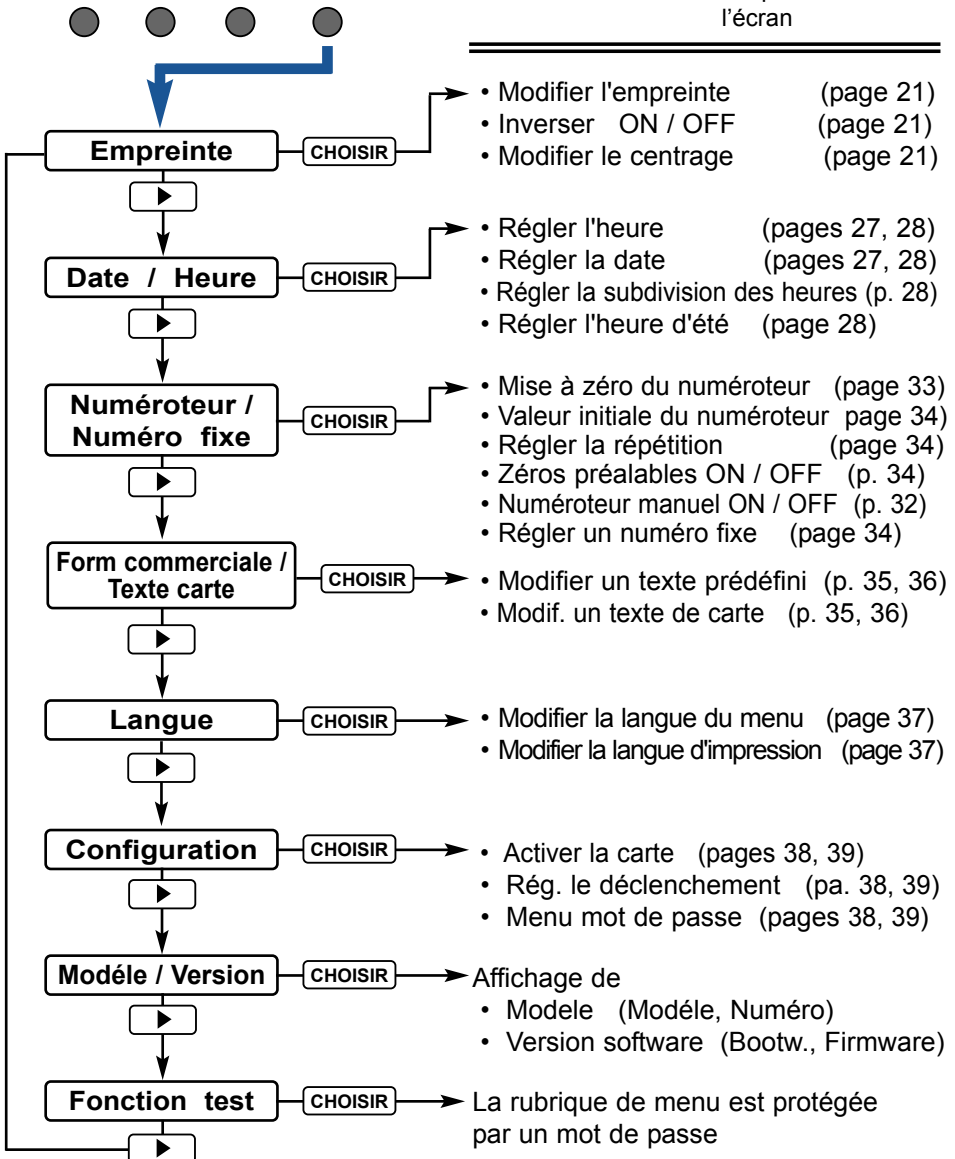 l'écran
Empreinte
CHOISIR
• Modifier l'empreinte (page 21)
• Inverser ON / OFF (page 21)
• Modifier le centrage (page 21)
Date / Heure
CHOISIR
• Régler l'heure (pages 27, 28)
• Régler la date (pages 27, 28)
• Régler la subdivision des heures (p. 28)
• Régler l'heure d'été (page 28)
Numéroteur /
Numéro fixe
CHOISIR
• Mise à zéro du numéroteur (page 33)
• Valeur initiale du numéroteur page 34)
• Régler la répétition (page 34)
• Zéros préalables ON / OFF (p. 34)
• Numéroteur manuel ON / OFF (p. 32)
• Régler un numéro fixe (page 34)
Form commerciale /
Texte carte
CHOISIR
• Modifier un texte prédéfini (p. 35, 36)
• Modif. un texte de carte (p. 35, 36)
Langue
CHOISIR
• Modifier la langue du menu (page 37)
• Modifier la langue d'impression (page 37)
Configuration
CHOISIR
• Activer la carte (pages 38, 39)
• Rég. le déclenchement (pa. 38, 39)
• Menu mot de passe (pages 38, 39)
Modéle / Version
CHOISIR
Affichage de
• Modele (Modéle, Numéro)
• Version software (Bootw., Firmware)
Fonction test
CHOISIR
La rubrique de menu est protégée
par un mot de passe